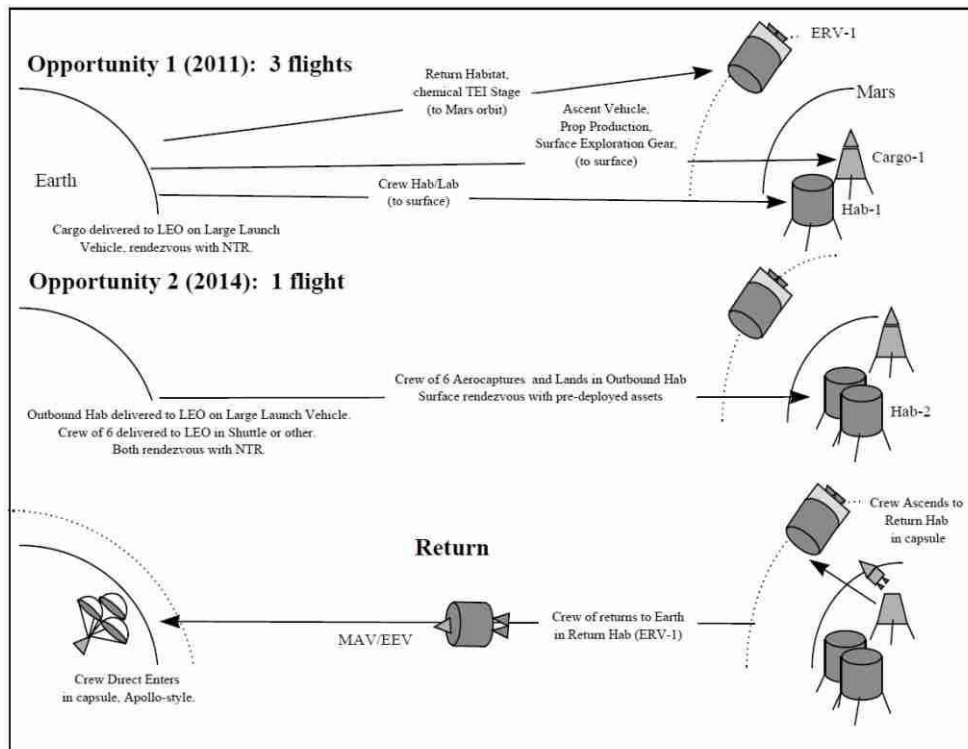 Opportunity 1 (2011):  3 flights
ERV-1
Return Habitat,
chemical TEI Stage
(to Mars orbit)
Ascent Vehicle,
Prop Production,
Surface Exploration Gear,
(to surface)
Mars
Cargo-1
Earth
Crew Hab/Lab
(to surface)
Hab-1
Cargo delivered to LEO on Large Launch
Vehicle, rendezvous with NTR.
Opportunity 2 (2014):  1 flight
Crew of 6 Aerocaptures  and Lands in Outbound Hab
Surface rendezvous with pre-deployed assets
Hab-2
Outbound Hab delivered to LEO on Large Launch Vehicle.
Crew of 6 delivered to LEO in Shuttle or other.
Both rendezvous with NTR.
Return
Crew Ascends to
Return Hab
in capsule
MAV/EEV
Crew of returns to Earth
in Return Hab (ERV-1)
Crew Direct Enters
in capsule, Apollo-style.